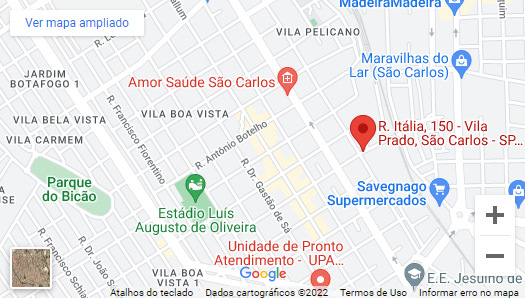 MadeiraMadeira
Ver mapa ampliado
VILA PELICANO
Maravilhas do
Lar (São Carlos)
JARDIM
BOTAFOGO 1
Amor Saúde São Carlos
VILA BELA VISTA
VILA BOA VISTA
R. Itália, 150 - Vila
Prado, São Carlos - SP...
VILA CARMEM
R. Francisco Fiorentino
R. Antônio Botelho
R. Dr. Gastão de Sá
Parque
do Bicão
Savegnago
Supermercados
Estádio Luís
Augusto de Oliveira
Unidade de Pronto
Atendimento - UPA...
VILA BOA
VISTA 1
R. Francisco Schia
R. Dr. João So
Google
E.E. Jesuíno de
Atalhos do teclado
Dados cartográficos ©2022
Termos de Uso
Informar erro no mapa